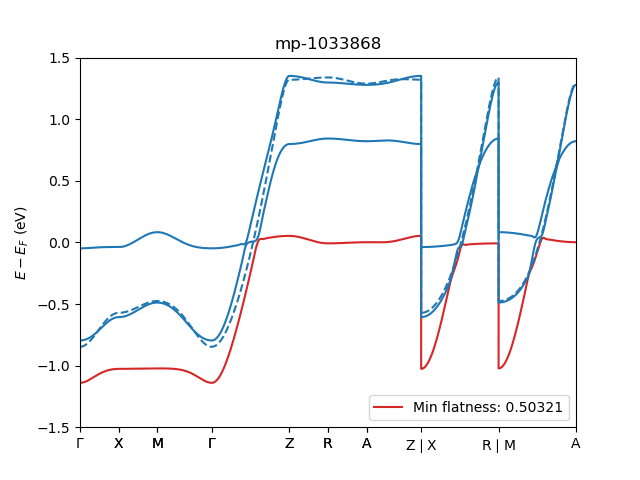 mp-1033868
E − E_F (eV)
1.5
1.0
0.5
0.0
−0.5
−1.0
−1.5
Min flatness: 0.50321
Γ X M Γ Z R A Z | X R | M A